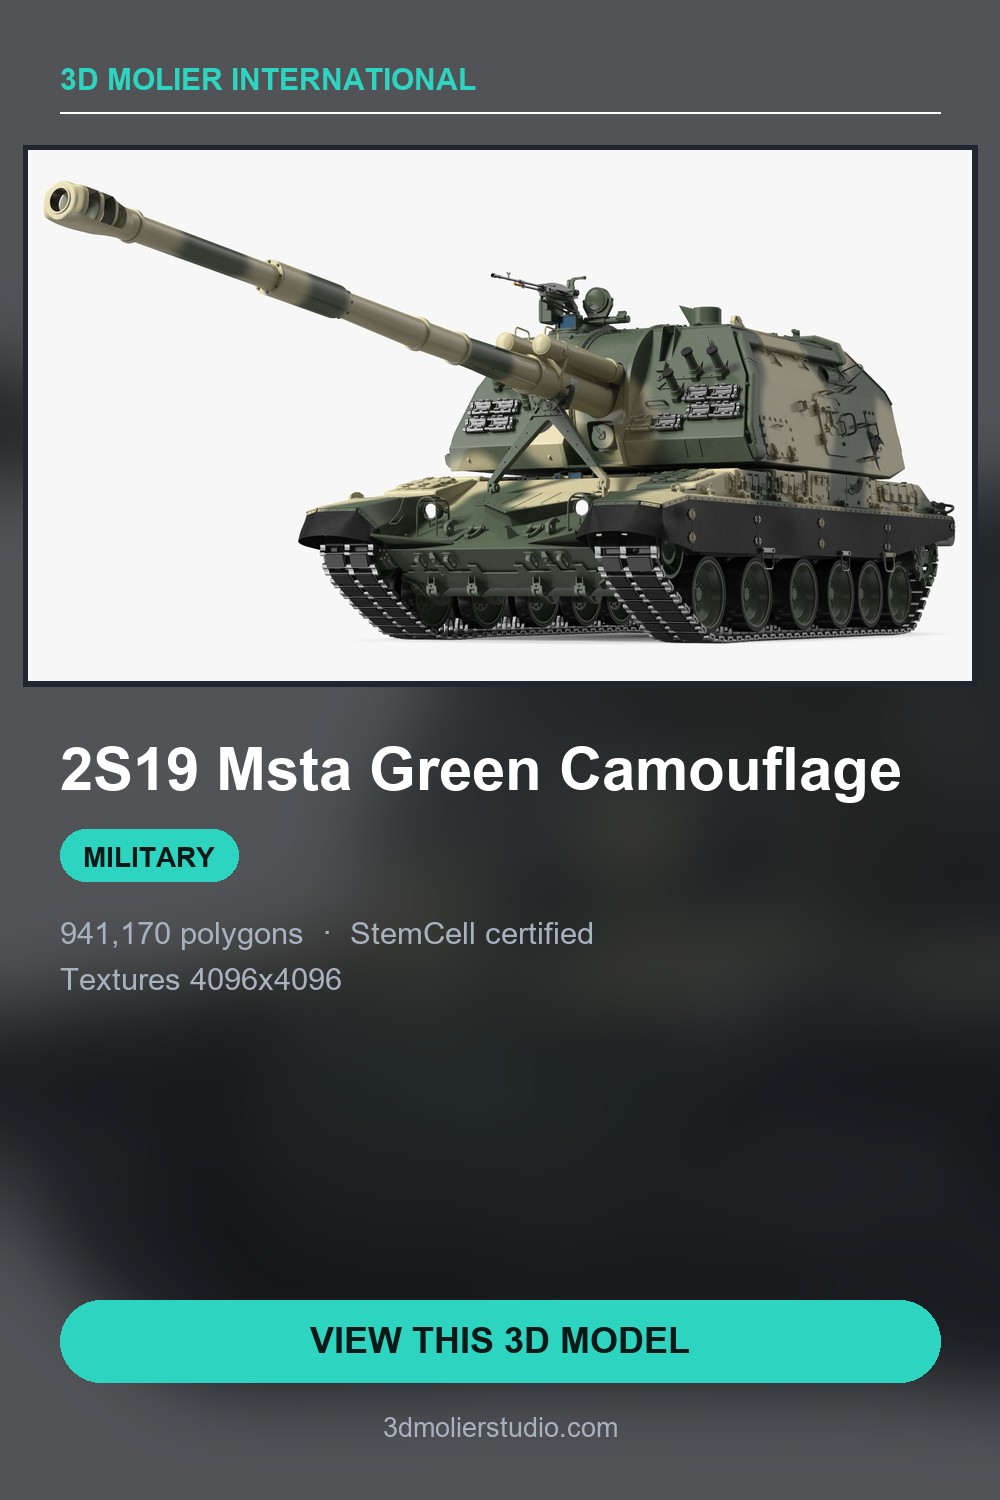 3D MOLIER INTERNATIONAL
2S19 Msta Green Camouflage
MILITARY
941,170 polygons · StemCell certified
Textures 4096x4096
VIEW THIS 3D MODEL
3dmolierstudio.com